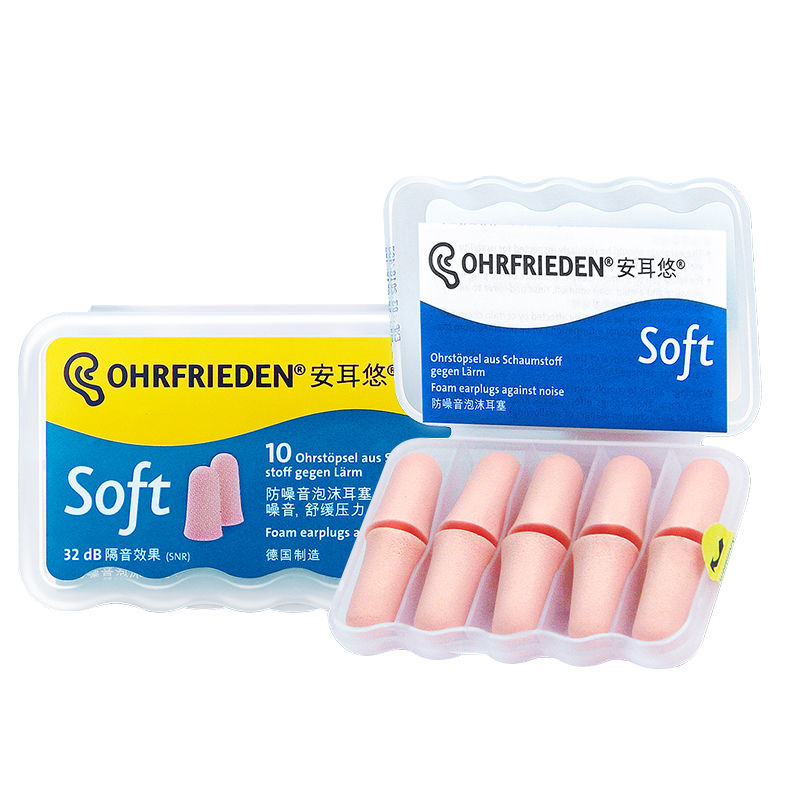 OHRFRIEDEN® 安耳悠®
Soft
10 Ohrstöpsel aus
stoff gegen Lärm
防噪音泡沫耳塞
噪音, 舒缓压力
Foam earplugs
32 dB 隔音效果 (SNR)
德国制造
OHRFRIEDEN® 安耳悠®
Soft
Ohrstöpsel aus Schaumstoff
gegen Lärm
Foam earplugs against noise
防噪音泡沫耳塞